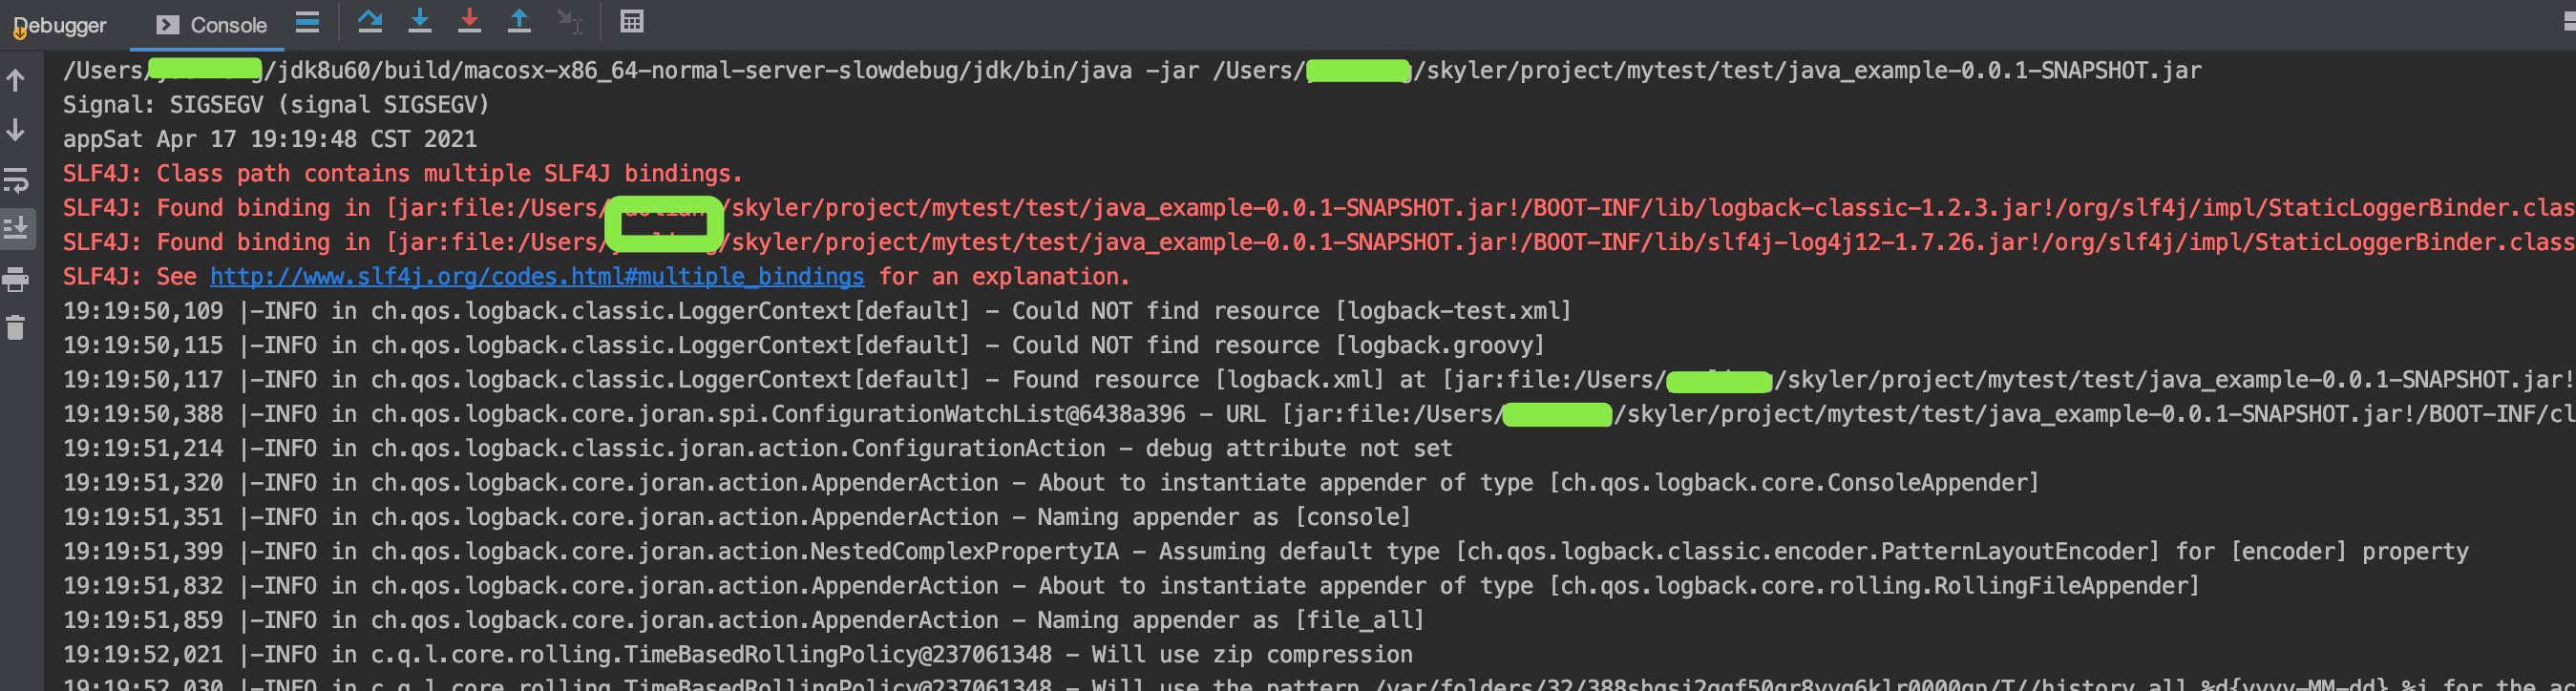 Debugger Console
/Users/ /jdk8u60/build/macosx-x86_64-normal-server-slowdebug/jdk/bin/java -jar /Users/ /skyler/project/mytest/test/java_example-0.0.1-SNAPSHOT.jar
Signal: SIGSEGV (signal SIGSEGV)
appSat Apr 17 19:19:48 CST 2021
SLF4J: Class path contains multiple SLF4J bindings.
SLF4J: Found binding in [jar:file:/Users/ /skyler/project/mytest/test/java_example-0.0.1-SNAPSHOT.jar!/BOOT-INF/lib/logback-classic-1.2.3.jar!/org/slf4j/impl/StaticLoggerBinder.clas
SLF4J: Found binding in [jar:file:/Users/ /skyler/project/mytest/test/java_example-0.0.1-SNAPSHOT.jar!/BOOT-INF/lib/slf4j-log4j12-1.7.26.jar!/org/slf4j/impl/StaticLoggerBinder.class
SLF4J: See http://www.slf4j.org/codes.html#multiple_bindings for an explanation.
19:19:50,109 |-INFO in ch.qos.logback.classic.LoggerContext[default] - Could NOT find resource [logback-test.xml]
19:19:50,115 |-INFO in ch.qos.logback.classic.LoggerContext[default] - Could NOT find resource [logback.groovy]
19:19:50,117 |-INFO in ch.qos.logback.classic.LoggerContext[default] - Found resource [logback.xml] at [jar:file:/Users/ /skyler/project/mytest/test/java_example-0.0.1-SNAPSHOT.jar!
19:19:50,388 |-INFO in ch.qos.logback.core.joran.spi.ConfigurationWatchList@6438a396 - URL [jar:file:/Users/ /skyler/project/mytest/test/java_example-0.0.1-SNAPSHOT.jar!/BOOT-INF/cl
19:19:51,214 |-INFO in ch.qos.logback.classic.joran.action.ConfigurationAction - debug attribute not set
19:19:51,320 |-INFO in ch.qos.logback.core.joran.action.AppenderAction - About to instantiate appender of type [ch.qos.logback.core.ConsoleAppender]
19:19:51,351 |-INFO in ch.qos.logback.core.joran.action.AppenderAction - Naming appender as [console]
19:19:51,399 |-INFO in ch.qos.logback.core.joran.action.NestedComplexPropertyIA - Assuming default type [ch.qos.logback.classic.encoder.PatternLayoutEncoder] for [encoder] property
19:19:51,832 |-INFO in ch.qos.logback.core.joran.action.AppenderAction - About to instantiate appender of type [ch.qos.logback.core.rolling.RollingFileAppender]
19:19:51,859 |-INFO in ch.qos.logback.core.joran.action.AppenderAction - Naming appender as [file_all]
19:19:52,021 |-INFO in c.q.l.core.rolling.TimeBasedRollingPolicy@237061348 - Will use zip compression
19:19:52,030 |-INFO in c.q.l.core.rolling.TimeBasedRollingPolicy@237061348 - Will use the pattern